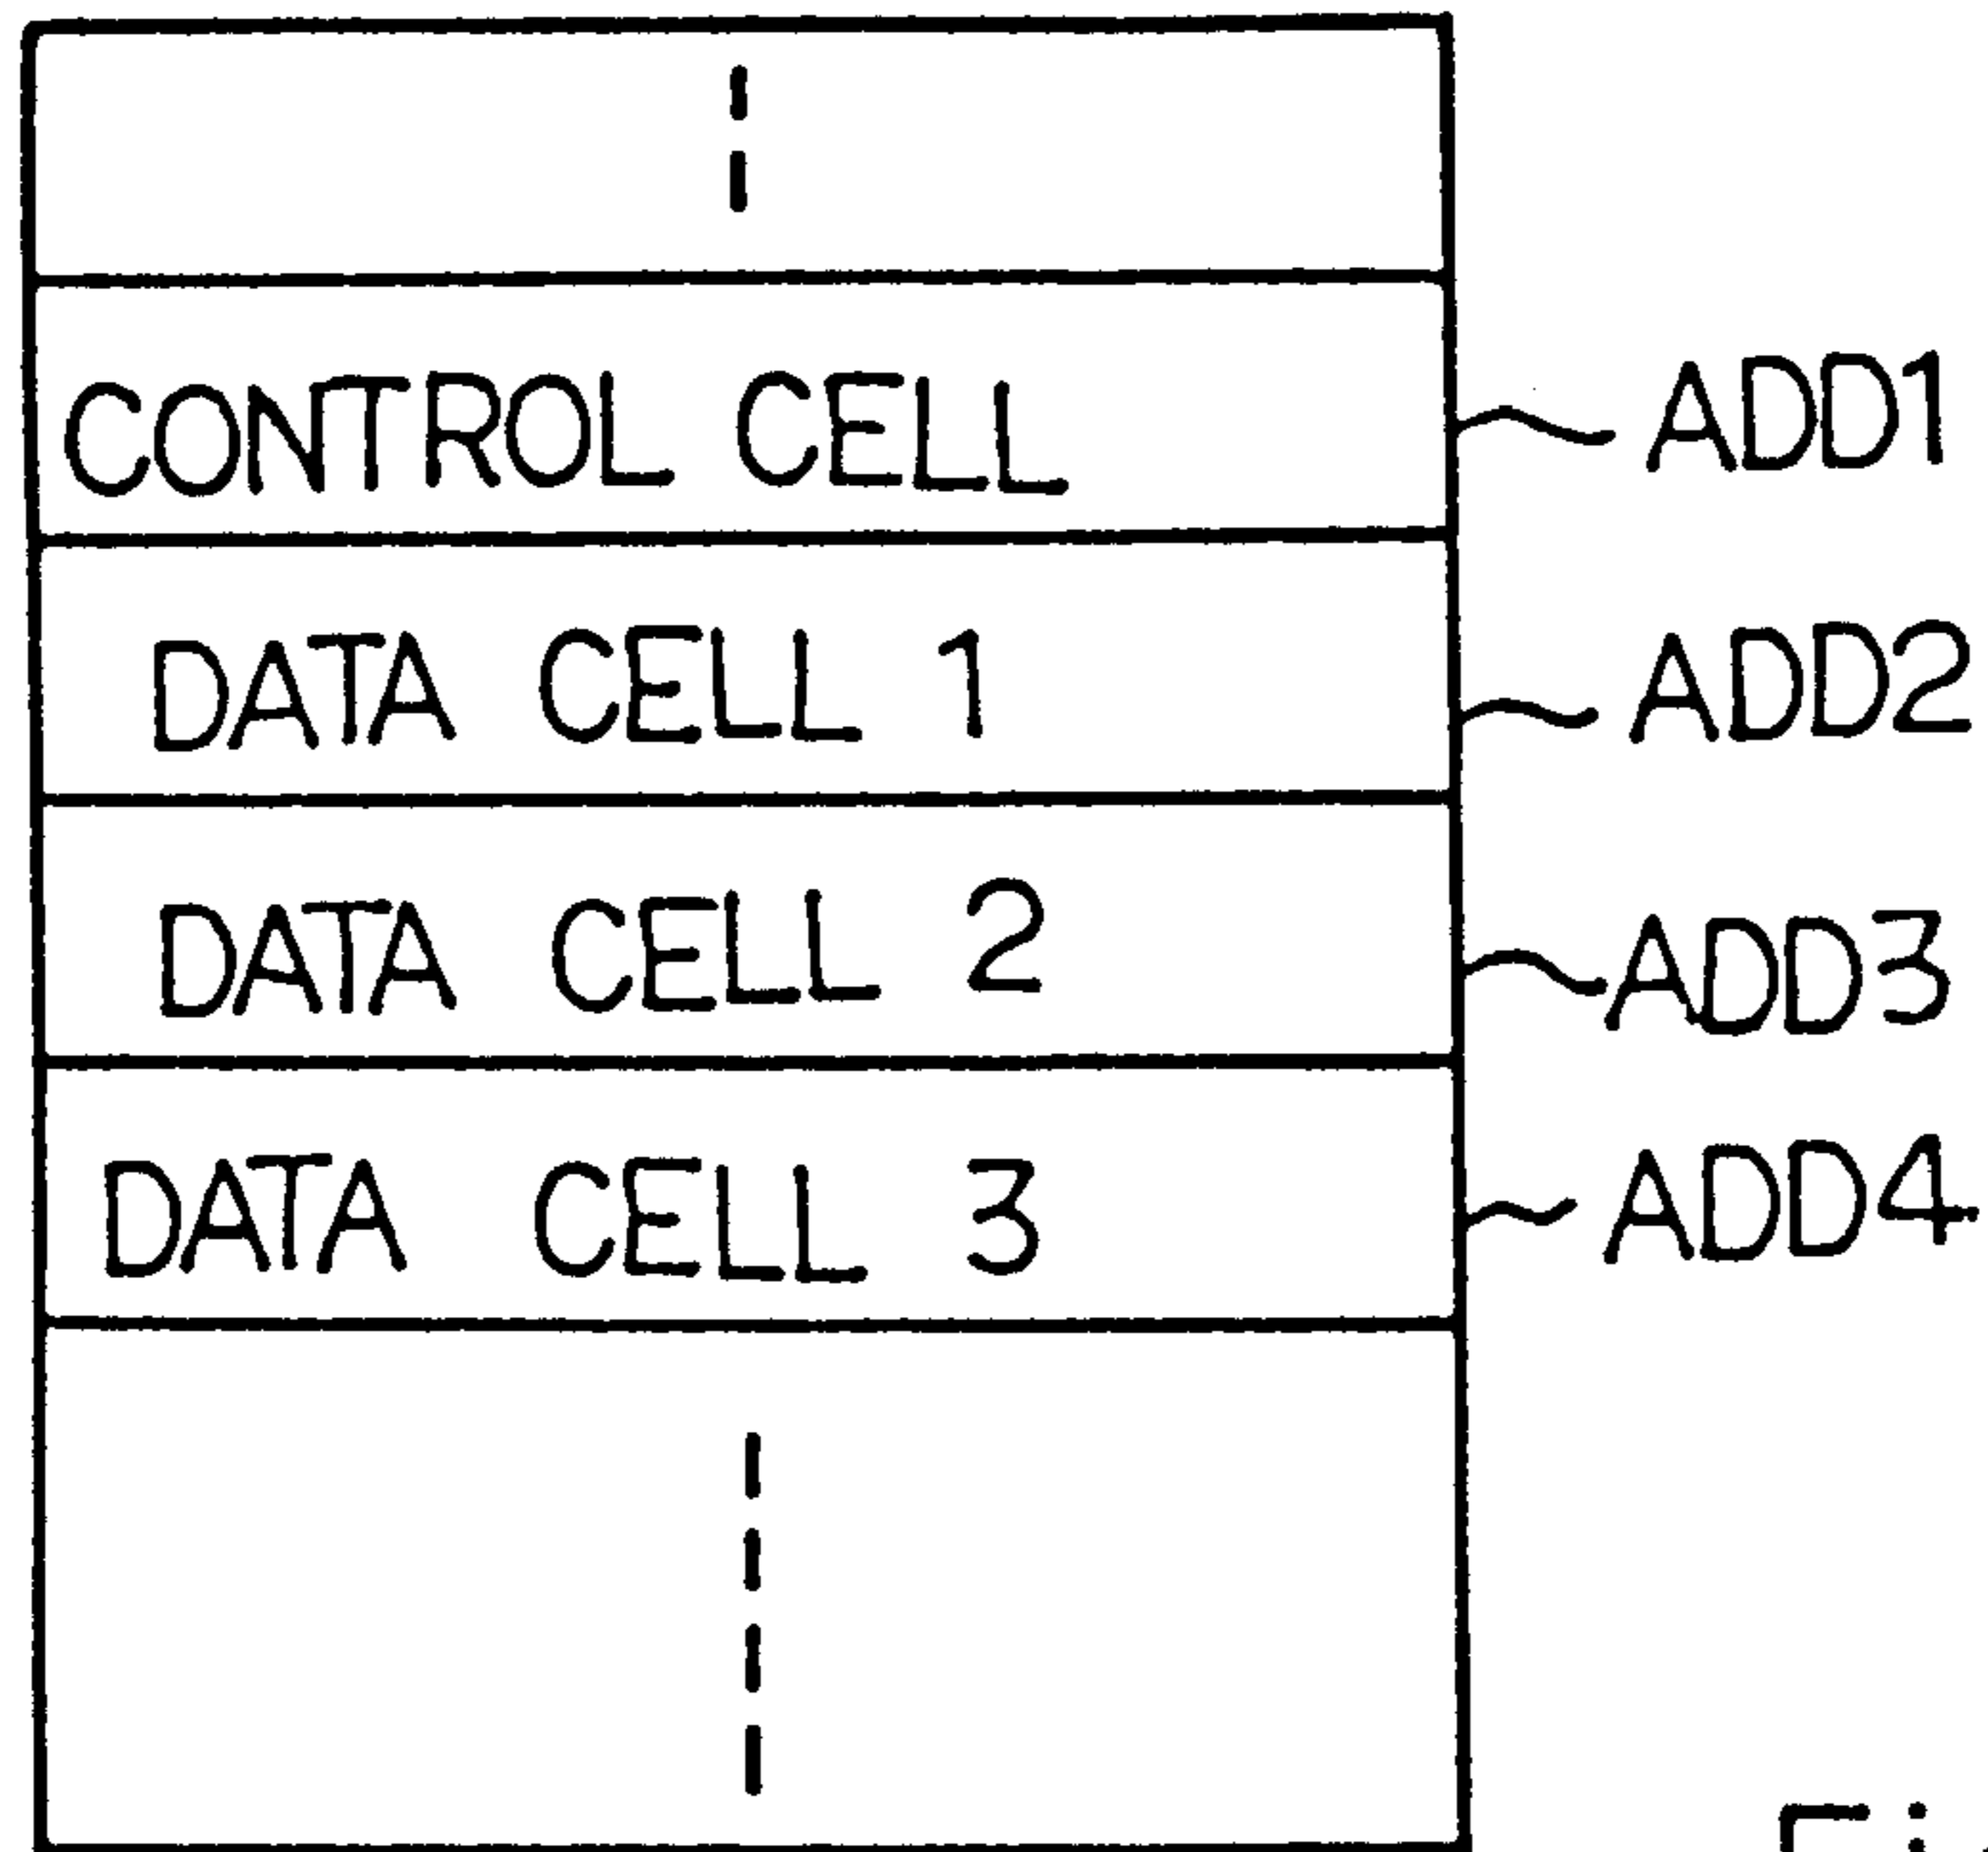 CONTROL CELL ADD1
DATA CELL 1 ADD2
DATA CELL 2 ADD3
DATA CELL 3 ADD4